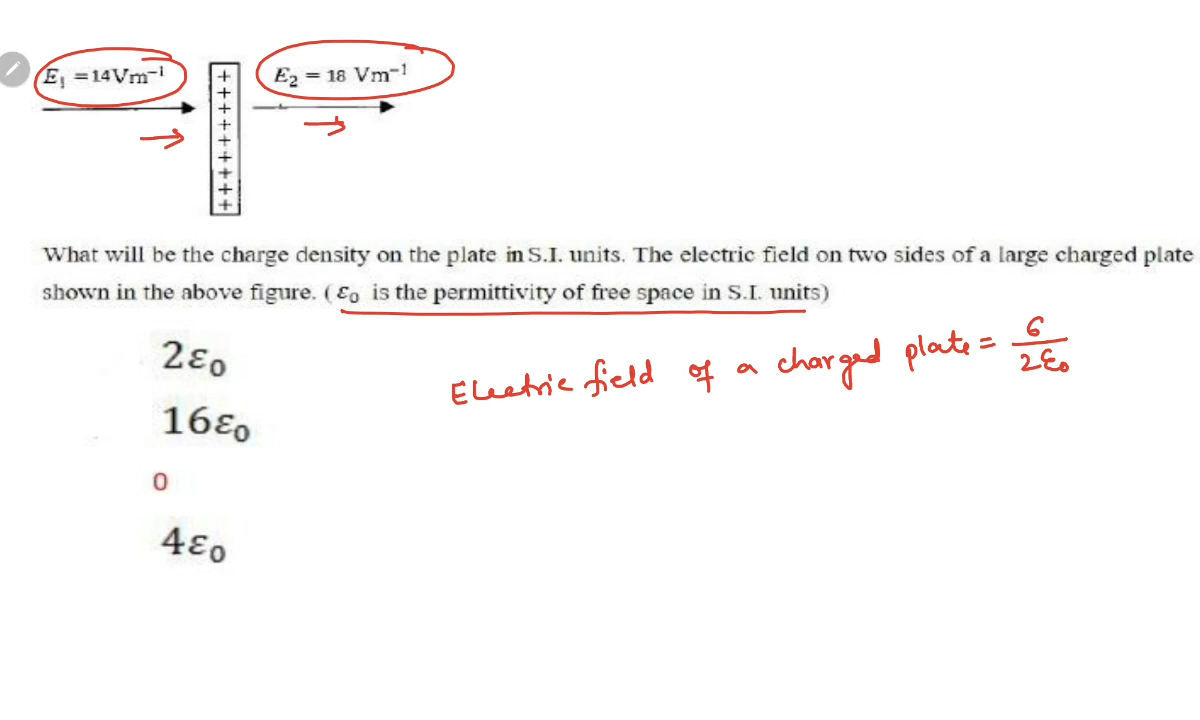 E₁ =14Vm⁻¹ E₂ = 18 Vm⁻¹
+
+
+
+
+
+
+
+
+
What will be the charge density on the plate in S.I. units. The electric field on two sides of a large charged plate
shown in the above figure. ( ε₀ is the permittivity of free space in S.I. units)
2ε₀
16ε₀
0
4ε₀
Electric field of a charged plate = σ/2ε₀